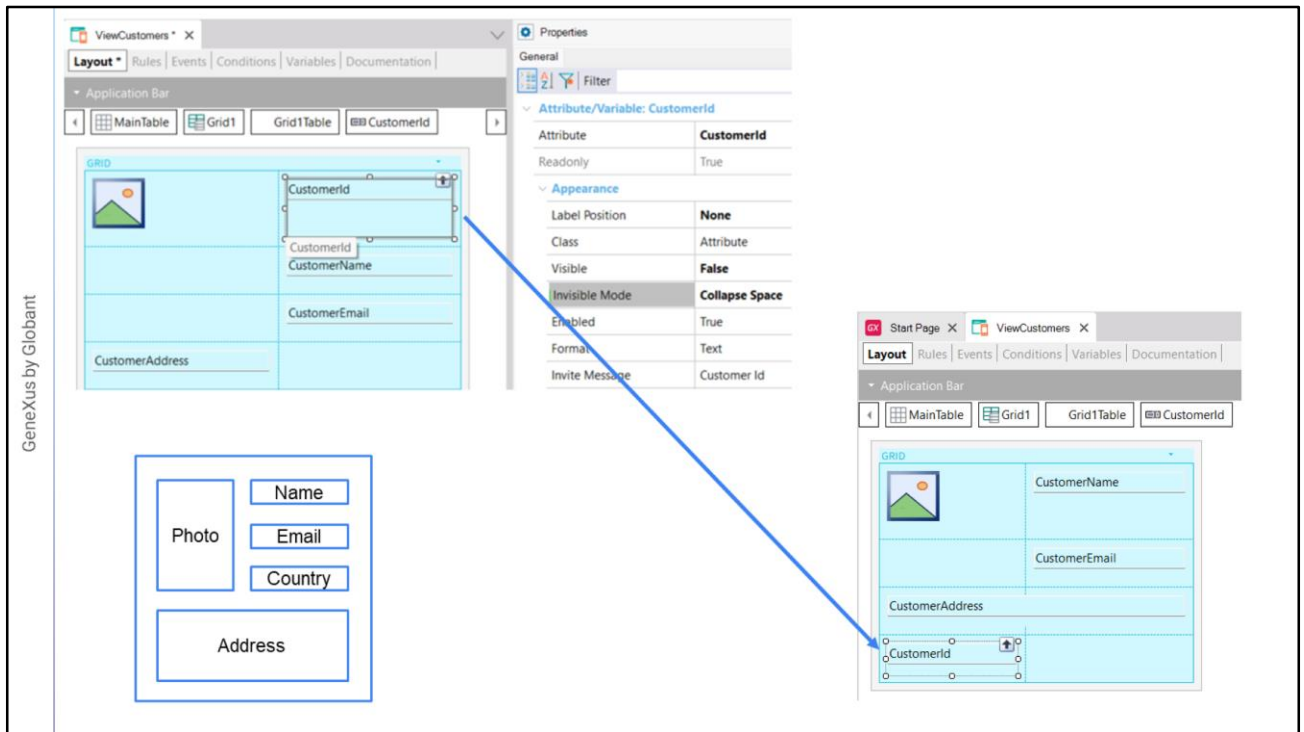 GeneXus by Globant
ViewCustomers * X
Layout * Rules Events Conditions Variables Documentation
Application Bar
MainTable Grid1 Grid1Table CustomerId
GRID
CustomerId
CustomerId
CustomerName
CustomerEmail
CustomerAddress
Properties
General
Filter
Attribute/Variable: CustomerId
Attribute CustomerId
Readonly True
Appearance
Label Position None
Class Attribute
Visible False
Invisible Mode Collapse Space
Enabled True
Format Text
Invite Message Customer Id
Photo
Name
Email
Country
Address
GX Start Page X ViewCustomers X
Layout Rules Events Conditions Variables Documentation
Application Bar
MainTable Grid1 Grid1Table CustomerId
GRID
CustomerName
CustomerEmail
CustomerAddress
CustomerId